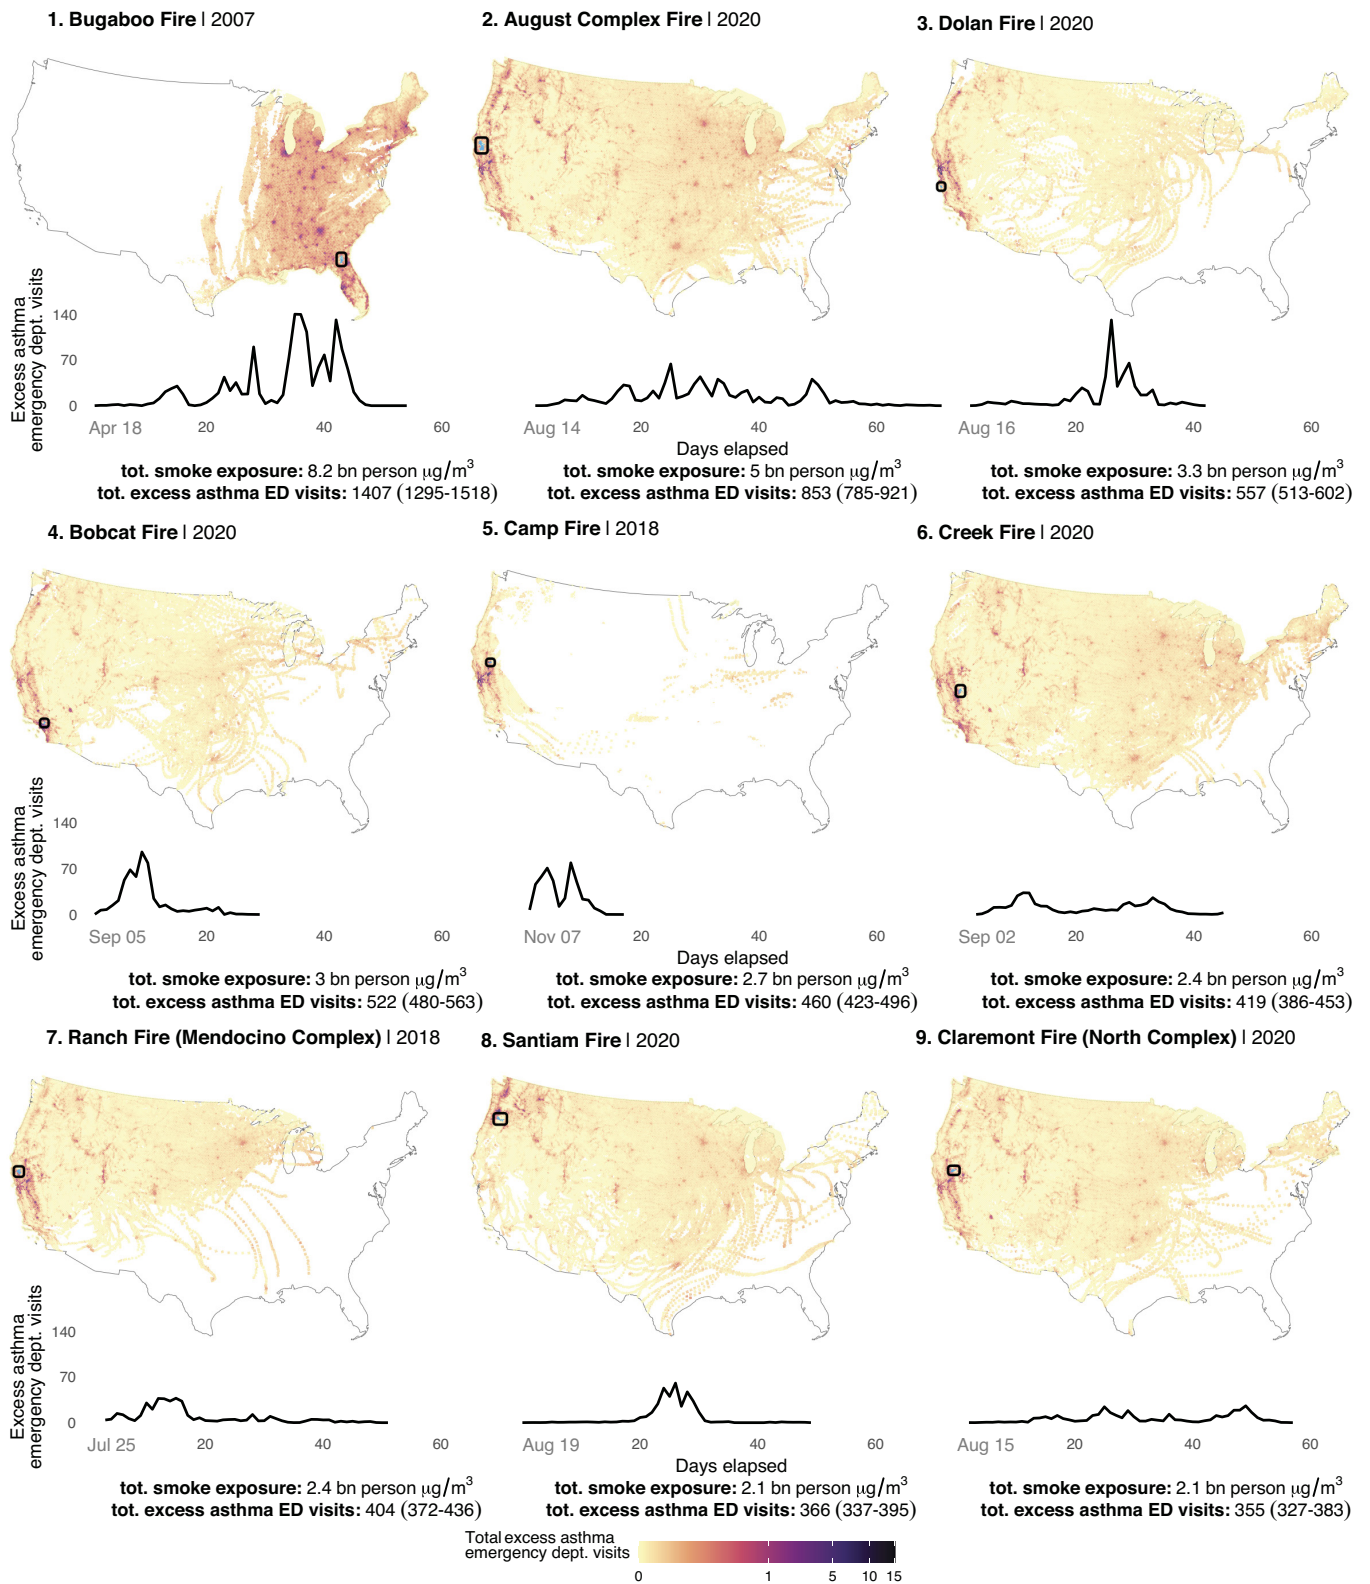 1. Bugaboo Fire | 2007
2. August Complex Fire | 2020
3. Dolan Fire | 2020
Excess asthma
emergency dept. visits
140
70
0
Apr 18
20
40
60
Aug 14
20
40
60
Aug 16
20
40
60
Days elapsed
tot. smoke exposure: 8.2 bn person μg/m³
tot. excess asthma ED visits: 1407 (1295-1518)
tot. smoke exposure: 5 bn person μg/m³
tot. excess asthma ED visits: 853 (785-921)
tot. smoke exposure: 3.3 bn person μg/m³
tot. excess asthma ED visits: 557 (513-602)
4. Bobcat Fire | 2020
5. Camp Fire | 2018
6. Creek Fire | 2020
Excess asthma
emergency dept. visits
140
70
0
Sep 05
20
40
60
Nov 07
20
40
60
Sep 02
20
40
60
Days elapsed
tot. smoke exposure: 3 bn person μg/m³
tot. excess asthma ED visits: 522 (480-563)
tot. smoke exposure: 2.7 bn person μg/m³
tot. excess asthma ED visits: 460 (423-496)
tot. smoke exposure: 2.4 bn person μg/m³
tot. excess asthma ED visits: 419 (386-453)
7. Ranch Fire (Mendocino Complex) | 2018
8. Santiam Fire | 2020
9. Claremont Fire (North Complex) | 2020
Excess asthma
emergency dept. visits
140
70
0
Jul 25
20
40
60
Aug 19
20
40
60
Aug 15
20
40
60
Days elapsed
tot. smoke exposure: 2.4 bn person μg/m³
tot. excess asthma ED visits: 404 (372-436)
tot. smoke exposure: 2.1 bn person μg/m³
tot. excess asthma ED visits: 366 (337-395)
tot. smoke exposure: 2.1 bn person μg/m³
tot. excess asthma ED visits: 355 (327-383)
Total excess asthma
emergency dept. visits
0
1
5
10
15